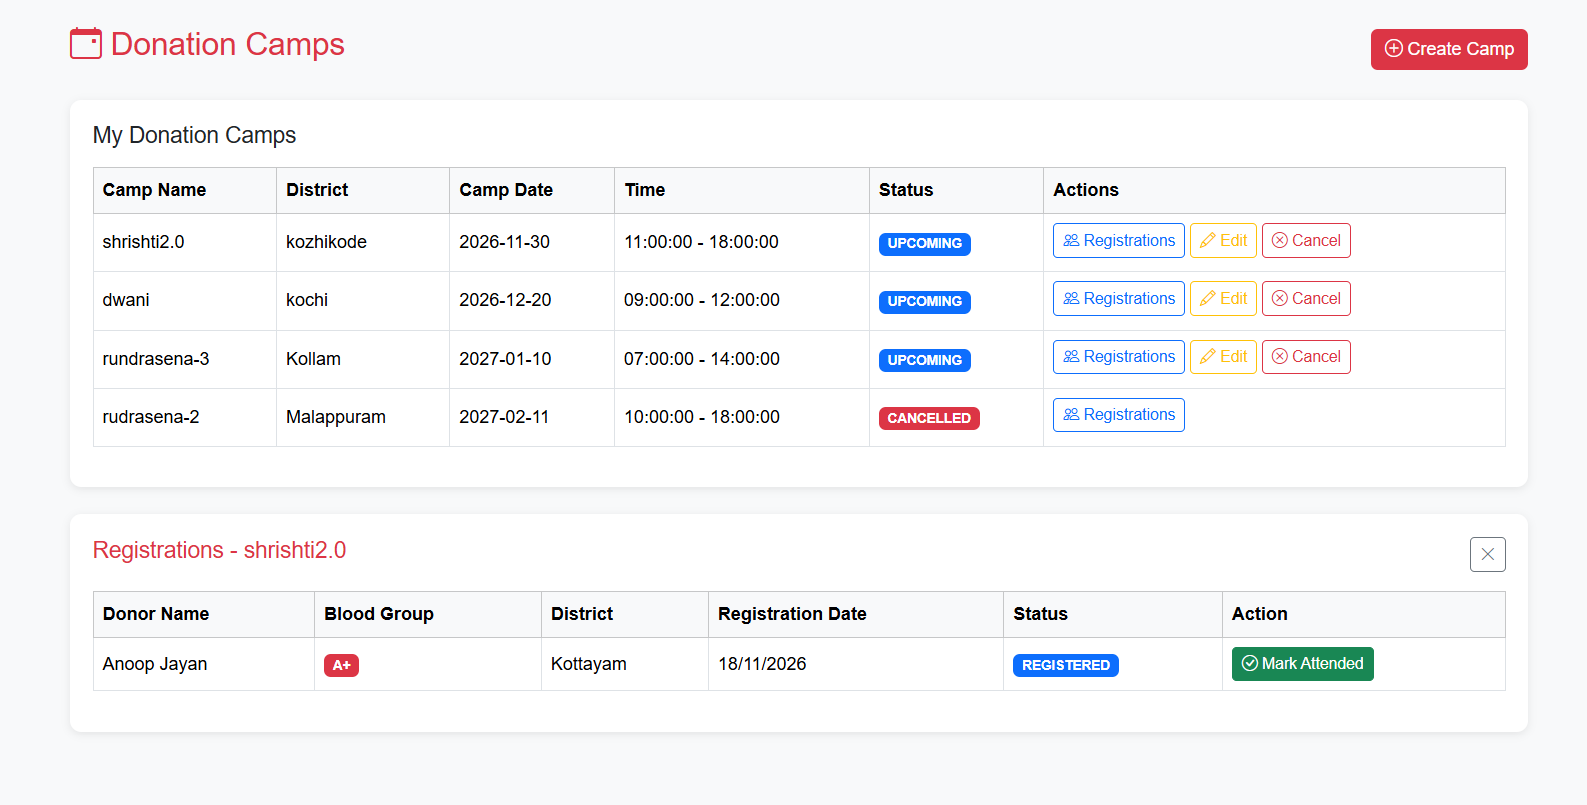 Donation Camps
Create Camp
My Donation Camps
Camp Name District Camp Date Time Status Actions
shrishti2.0 kozhikode 2026-11-30 11:00:00 - 18:00:00 UPCOMING Registrations Edit Cancel
dwani kochi 2026-12-20 09:00:00 - 12:00:00 UPCOMING Registrations Edit Cancel
rundrasena-3 Kollam 2027-01-10 07:00:00 - 14:00:00 UPCOMING Registrations Edit Cancel
rudrasena-2 Malappuram 2027-02-11 10:00:00 - 18:00:00 CANCELLED Registrations
Registrations - shrishti2.0
Donor Name Blood Group District Registration Date Status Action
Anoop Jayan A+ Kottayam 18/11/2026 REGISTERED Mark Attended